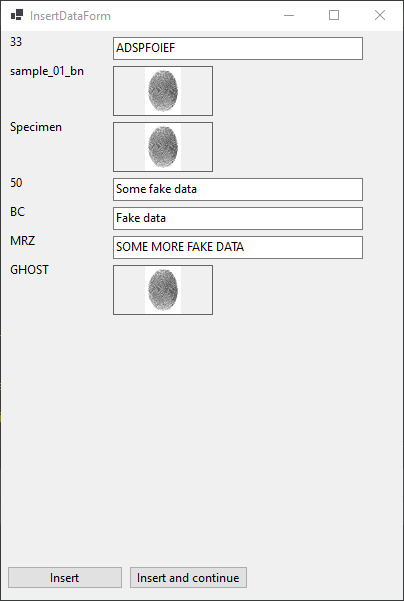 InsertDataForm
33 ADSPFOIEF
sample_01_bn
Specimen
50 Some fake data
BC Fake data
MRZ SOME MORE FAKE DATA
GHOST
Insert Insert and continue